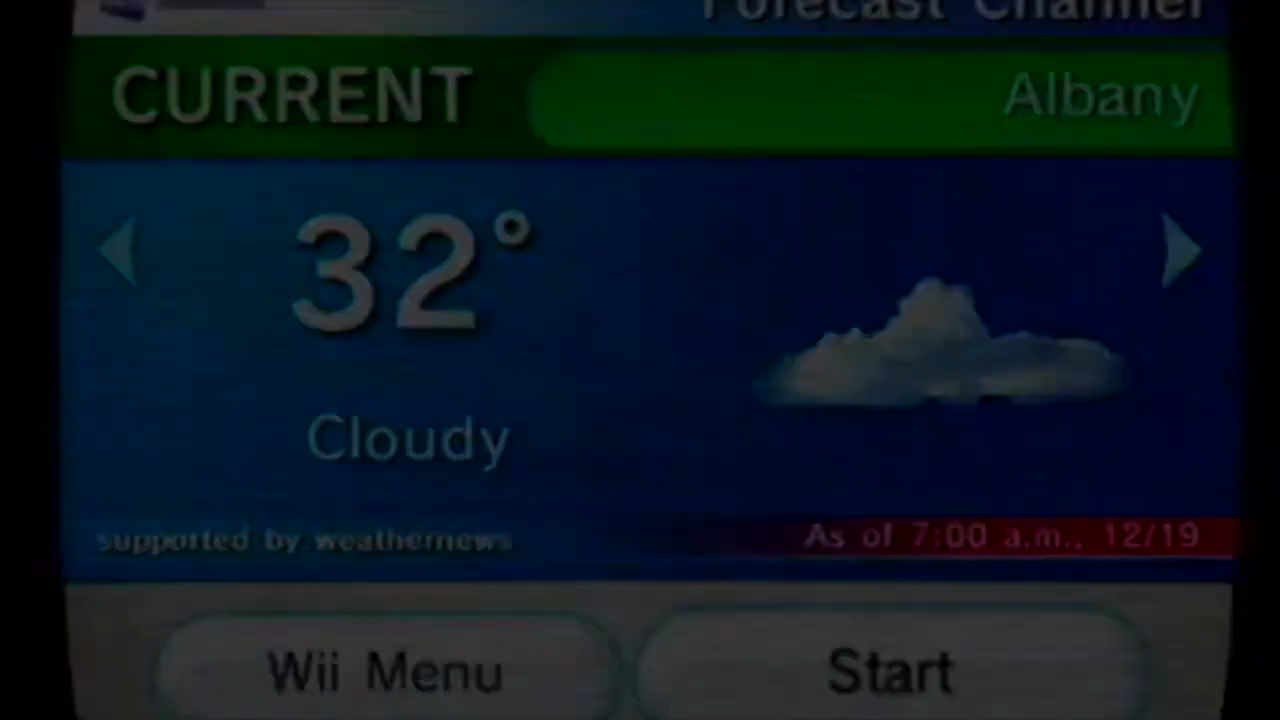 Forecast Channel
CURRENT
Albany
32°
Cloudy
supported by weathernews
As of 7:00 a.m., 12/19
Wii Menu
Start